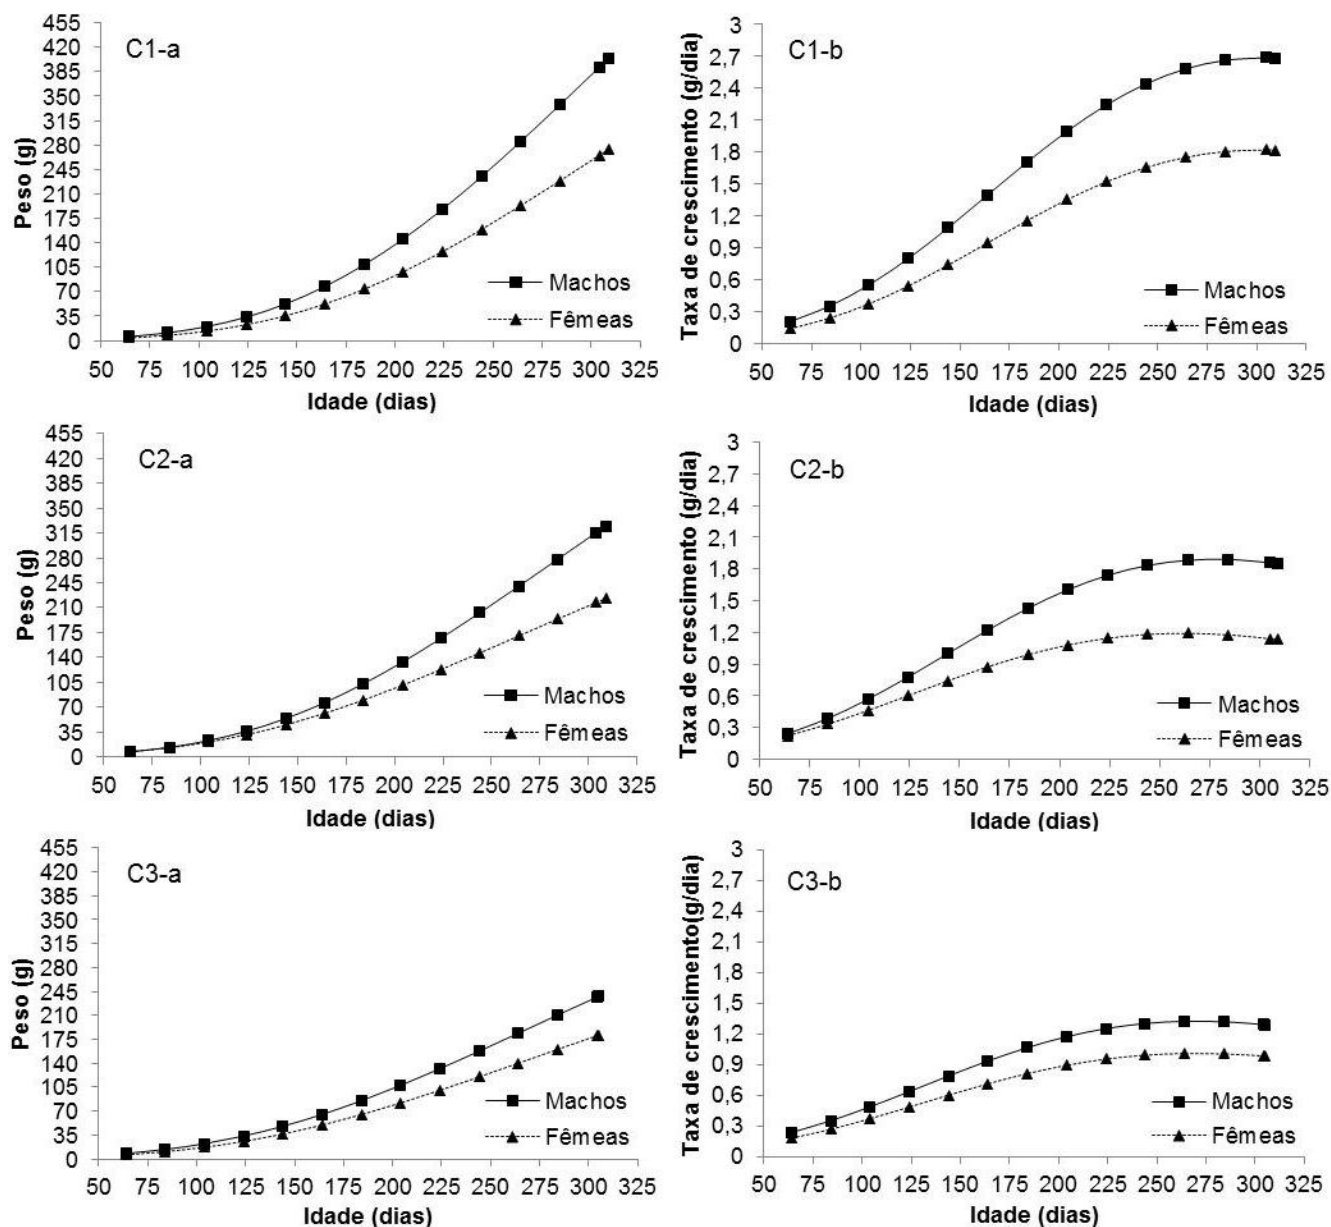 C1-a
Peso (g)
455
420
385
350
315
280
245
210
175
140
105
70
35
0
Machos
Fêmeas
50 75 100 125 150 175 200 225 250 275 300 325
Idade (dias)
C1-b
Taxa de crescimento (g/dia)
3
2,7
2,4
2,1
1,8
1,5
1,2
0,9
0,6
0,3
0
Machos
Fêmeas
50 75 100 125 150 175 200 225 250 275 300 325
Idade (dias)
C2-a
Peso (g)
455
420
385
350
315
280
245
210
175
140
105
70
35
0
Machos
Fêmeas
50 75 100 125 150 175 200 225 250 275 300 325
Idade (dias)
C2-b
Taxa de crescimento (g/dia)
3
2,7
2,4
2,1
1,8
1,5
1,2
0,9
0,6
0,3
0
Machos
Fêmeas
50 75 100 125 150 175 200 225 250 275 300 325
Idade (dias)
C3-a
Peso (g)
455
420
385
350
315
280
245
210
175
140
105
70
35
0
Machos
Fêmeas
50 75 100 125 150 175 200 225 250 275 300 325
Idade (dias)
C3-b
Taxa de crescimento(g/dia)
3
2,7
2,4
2,1
1,8
1,5
1,2
0,9
0,6
0,3
0
Machos
Fêmeas
50 75 100 125 150 175 200 225 250 275 300 325
Idade (dias)